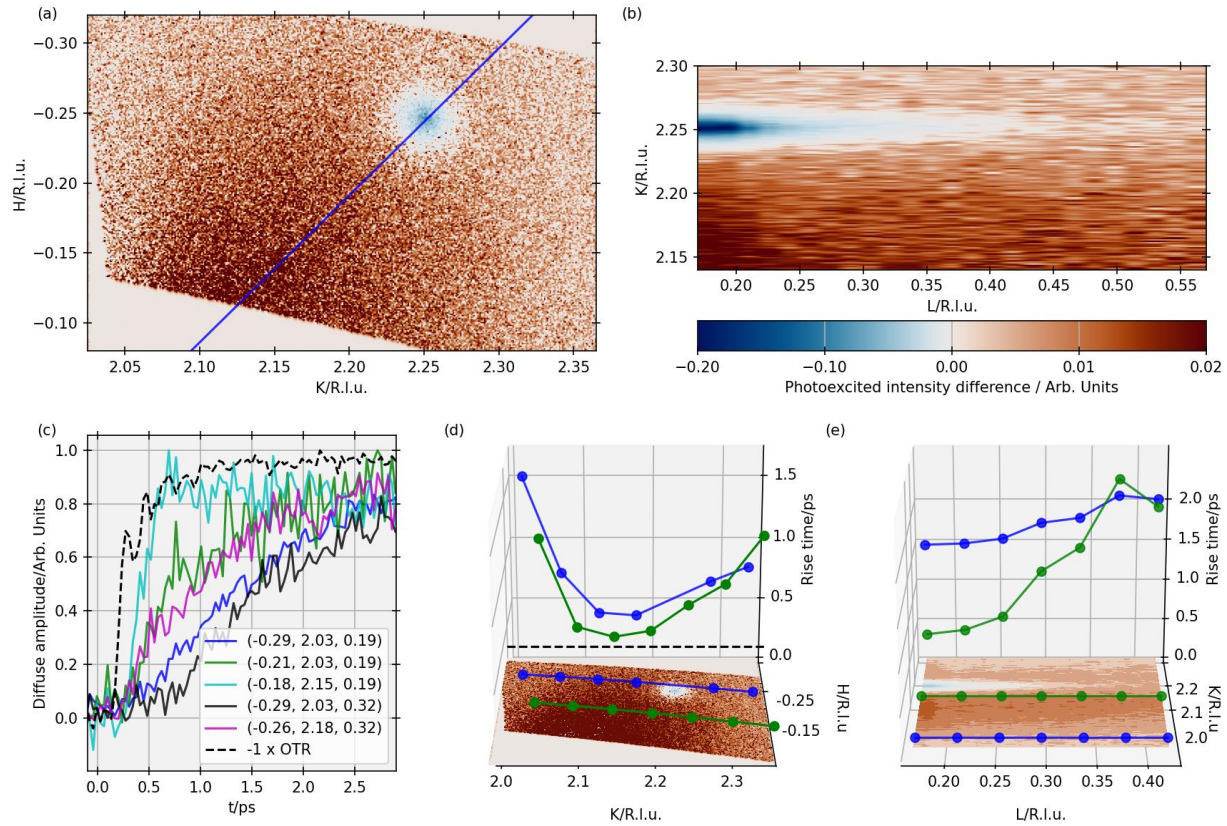 (a)
−0.30
−0.25
−0.20
−0.15
−0.10
H/R.l.u.
2.05 2.10 2.15 2.20 2.25 2.30 2.35
K/R.l.u.
(b)
2.30
2.25
2.20
2.15
K/R.l.u.
0.20 0.25 0.30 0.35 0.40 0.45 0.50 0.55
L/R.l.u.
−0.20 −0.10 0.00 0.01 0.02
Photoexcited intensity difference / Arb. Units
(c)
1.0
0.8
0.6
0.4
0.2
0.0
Diffuse amplitude/Arb. Units
(-0.29, 2.03, 0.19)
(-0.21, 2.03, 0.19)
(-0.18, 2.15, 0.19)
(-0.29, 2.03, 0.32)
(-0.26, 2.18, 0.32)
-1 x OTR
0.0 0.5 1.0 1.5 2.0 2.5
t/ps
(d)
1.5
1.0
0.5
0.0
Rise time/ps
-0.25
-0.15
H/R.l.u
2.0 2.1 2.2 2.3
K/R.l.u.
(e)
2.0
1.5
1.0
0.5
0.0
Rise time/ps
2.2
2.1
2.0
K/R.l.u
0.20 0.25 0.30 0.35 0.40
L/R.l.u.